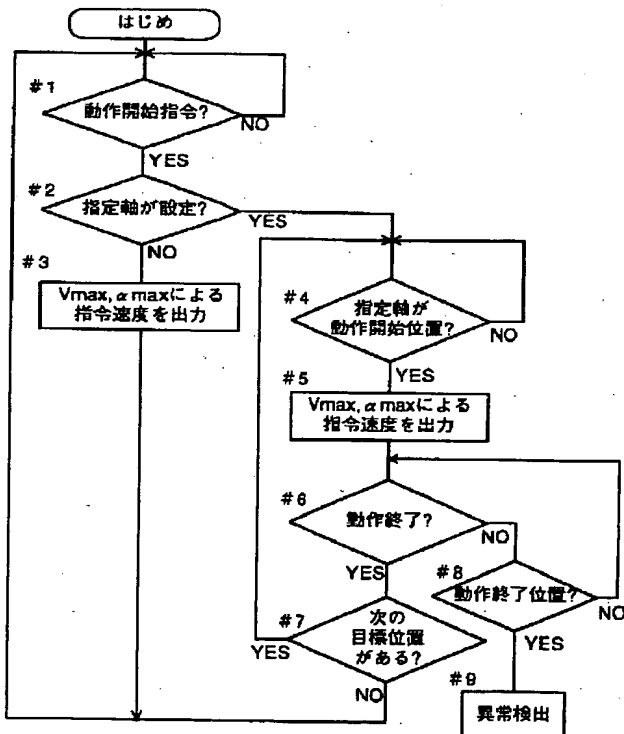 はじめ
#1
動作開始指令?
NO
YES
#2
指定軸が設定?
YES
NO
#3
Vmax,αmaxによる
指令速度を出力
#4
指定軸が
動作開始位置?
NO
YES
#5
Vmax,αmaxによる
指令速度を出力
#6
動作終了?
NO
YES
#8
動作終了位置?
NO
YES
#7
次の
目標位置
がある?
YES
NO
#9
異常検出